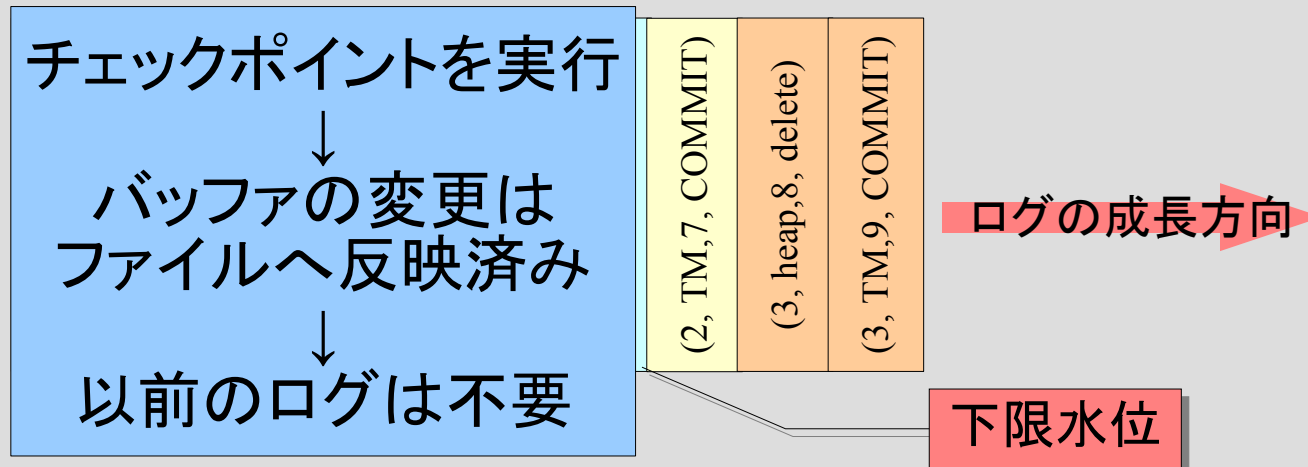 チェックポイントを実行
↓
バッファの変更は
ファイルへ反映済み
↓
以前のログは不要
(2, TM,7, COMMIT)
(3, heap,8, delete)
(3, TM,9, COMMIT)
ログの成長方向
下限水位